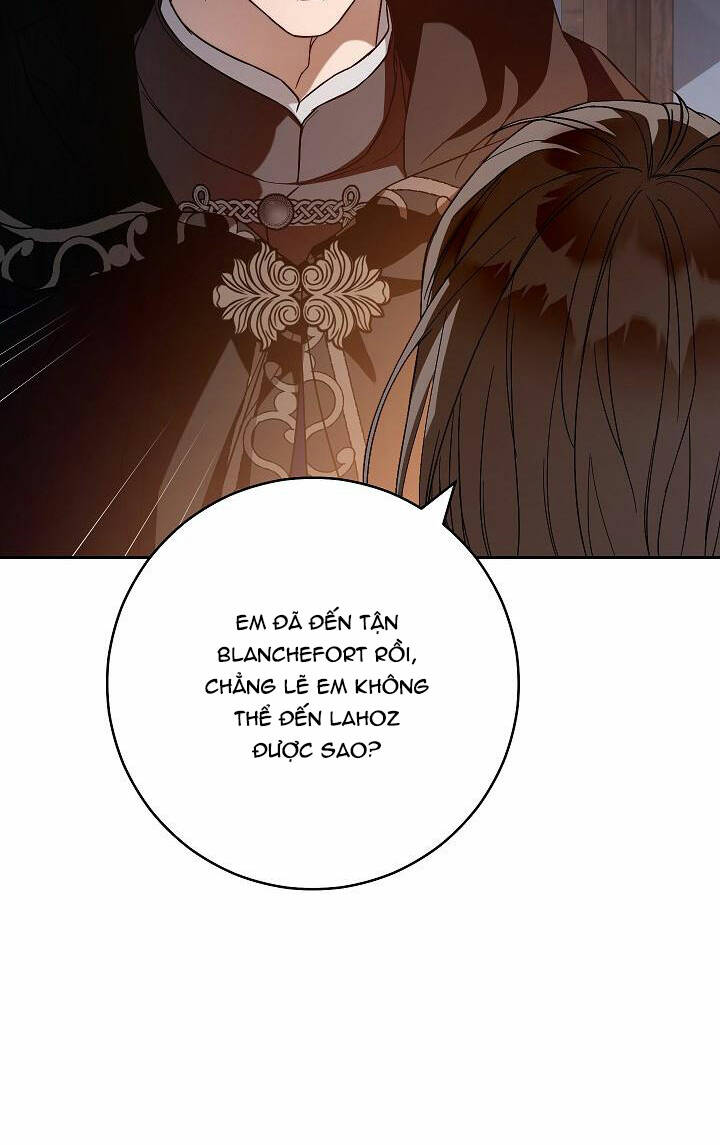 EM ĐÃ ĐẾN TẬN
BLANCHEFORT RỒI,
CHẲNG LẼ EM KHÔNG
THỂ ĐẾN LAHOZ
ĐƯỢC SAO?